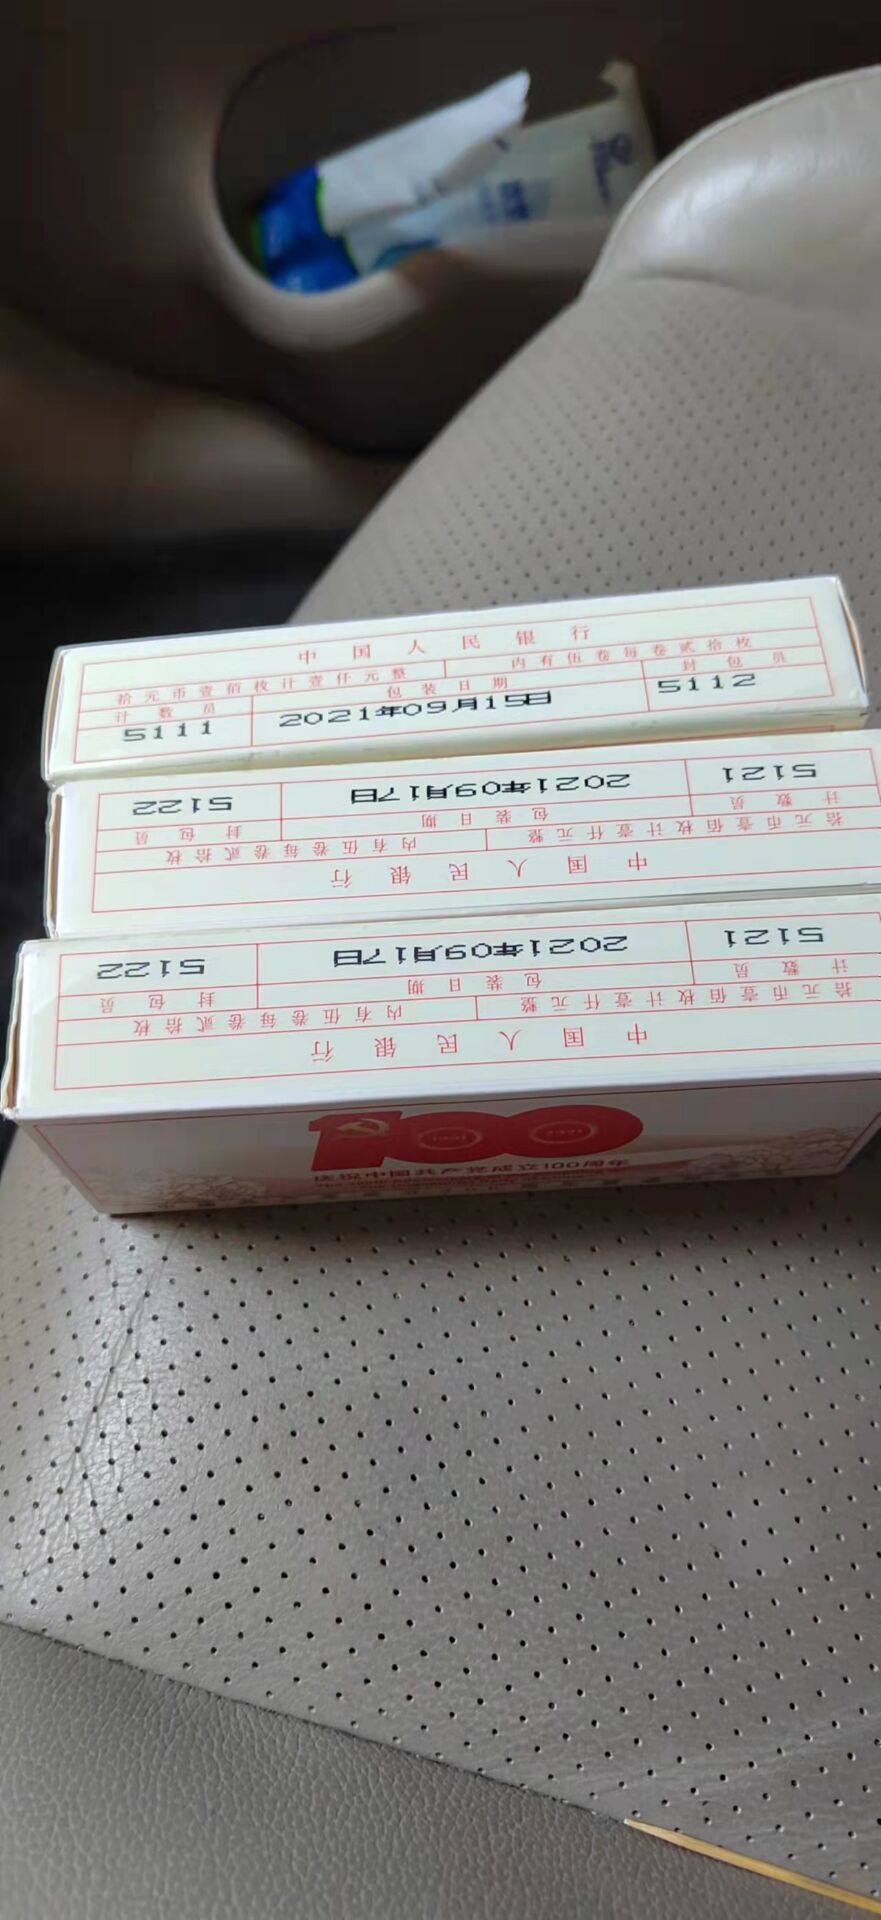 中国人民银行
拾元币壹佰枚计壹仟元整 内有伍卷每卷贰拾枚
计数员 包装日期 封包员
5111 2021年09月15日 5112
中国人民银行
拾元币壹佰枚计壹仟元整 内有伍卷每卷贰拾枚
计数员 包装日期 封包员
5121 2021年09月17日 5122
中国人民银行
拾元币壹佰枚计壹仟元整 内有伍卷每卷贰拾枚
计数员 包装日期 封包员
5121 2021年09月17日 5122
100
1921 2021
庆祝中国共产党成立100周年